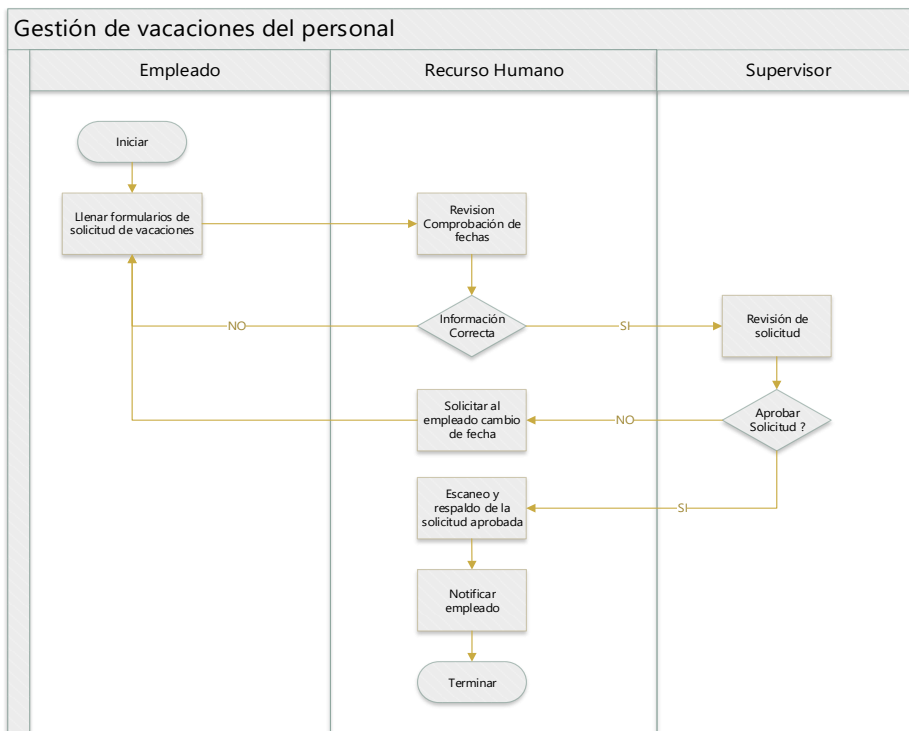 Gestión de vacaciones del personal
Empleado
Recurso Humano
Supervisor
Iniciar
Llenar formularios de
solicitud de vacaciones
Revision
Comprobación de
fechas
Información
Correcta
NO
SI
Revisión de
solicitud
Solicitar al
empleado cambio
de fecha
NO
Aprobar
Solicitud ?
Escaneo y
respaldo de la
solicitud aprobada
SI
Notificar
empleado
Terminar